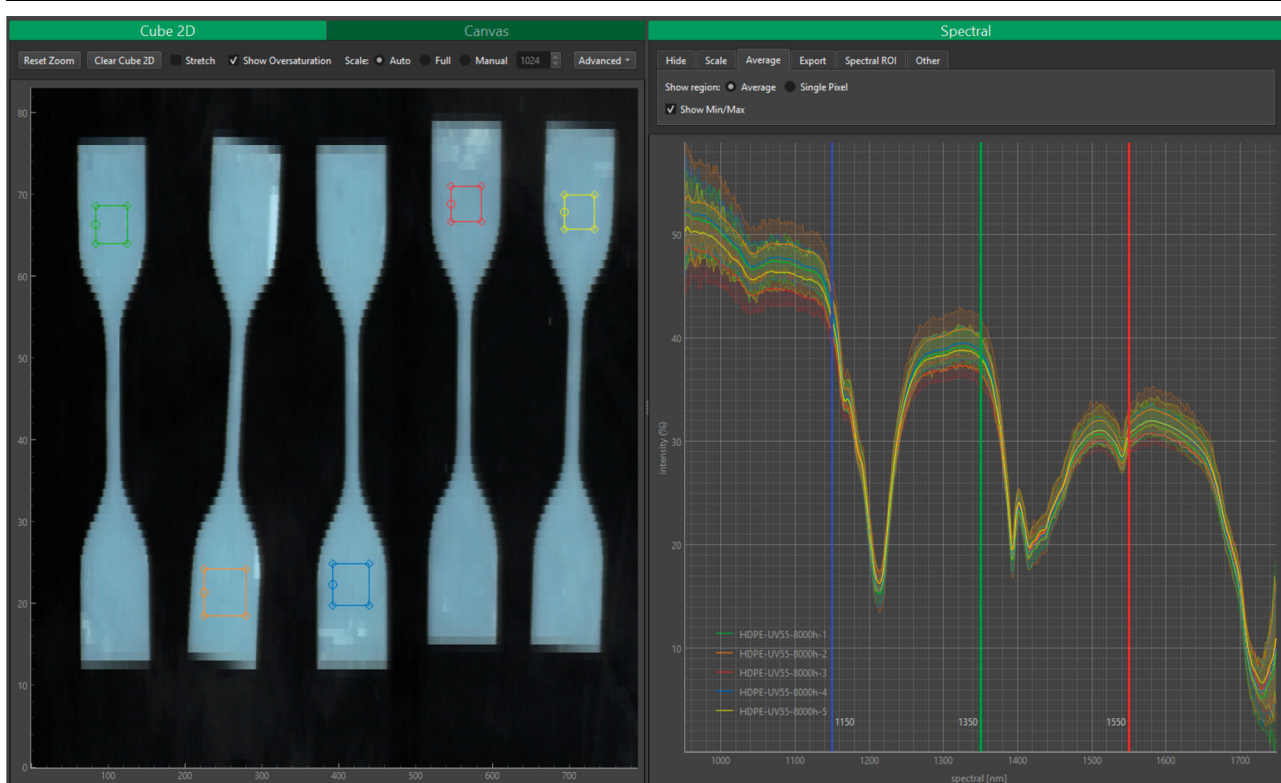 Cube 2D Canvas
Reset Zoom Clear Cube 2D Stretch Show Oversaturation Scale: Auto Full Manual 1024 Advanced
80
70
60
50
40
30
20
10
0
100 200 300 400 500 600 700
Spectral
Hide Scale Average Export Spectral ROI Other
Show region: Average Single Pixel
Show Min/Max
50
40
30
20
10
intensity (%)
HDPE-UV55-8000h-1
HDPE-UV55-8000h-2
HDPE-UV55-8000h-3
HDPE-UV55-8000h-4
HDPE-UV55-8000h-5
1150 1350 1550
1000 1100 1200 1300 1400 1500 1600 1700
spectral [nm]